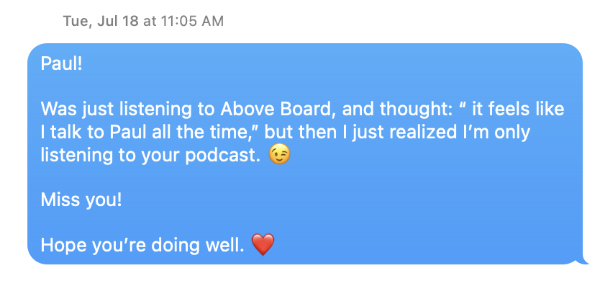 Tue, Jul 18 at 11:05 AM
Paul!
Was just listening to Above Board, and thought: “ it feels like
I talk to Paul all the time,” but then I just realized I’m only
listening to your podcast. 😉
Miss you!
Hope you’re doing well. ❤️